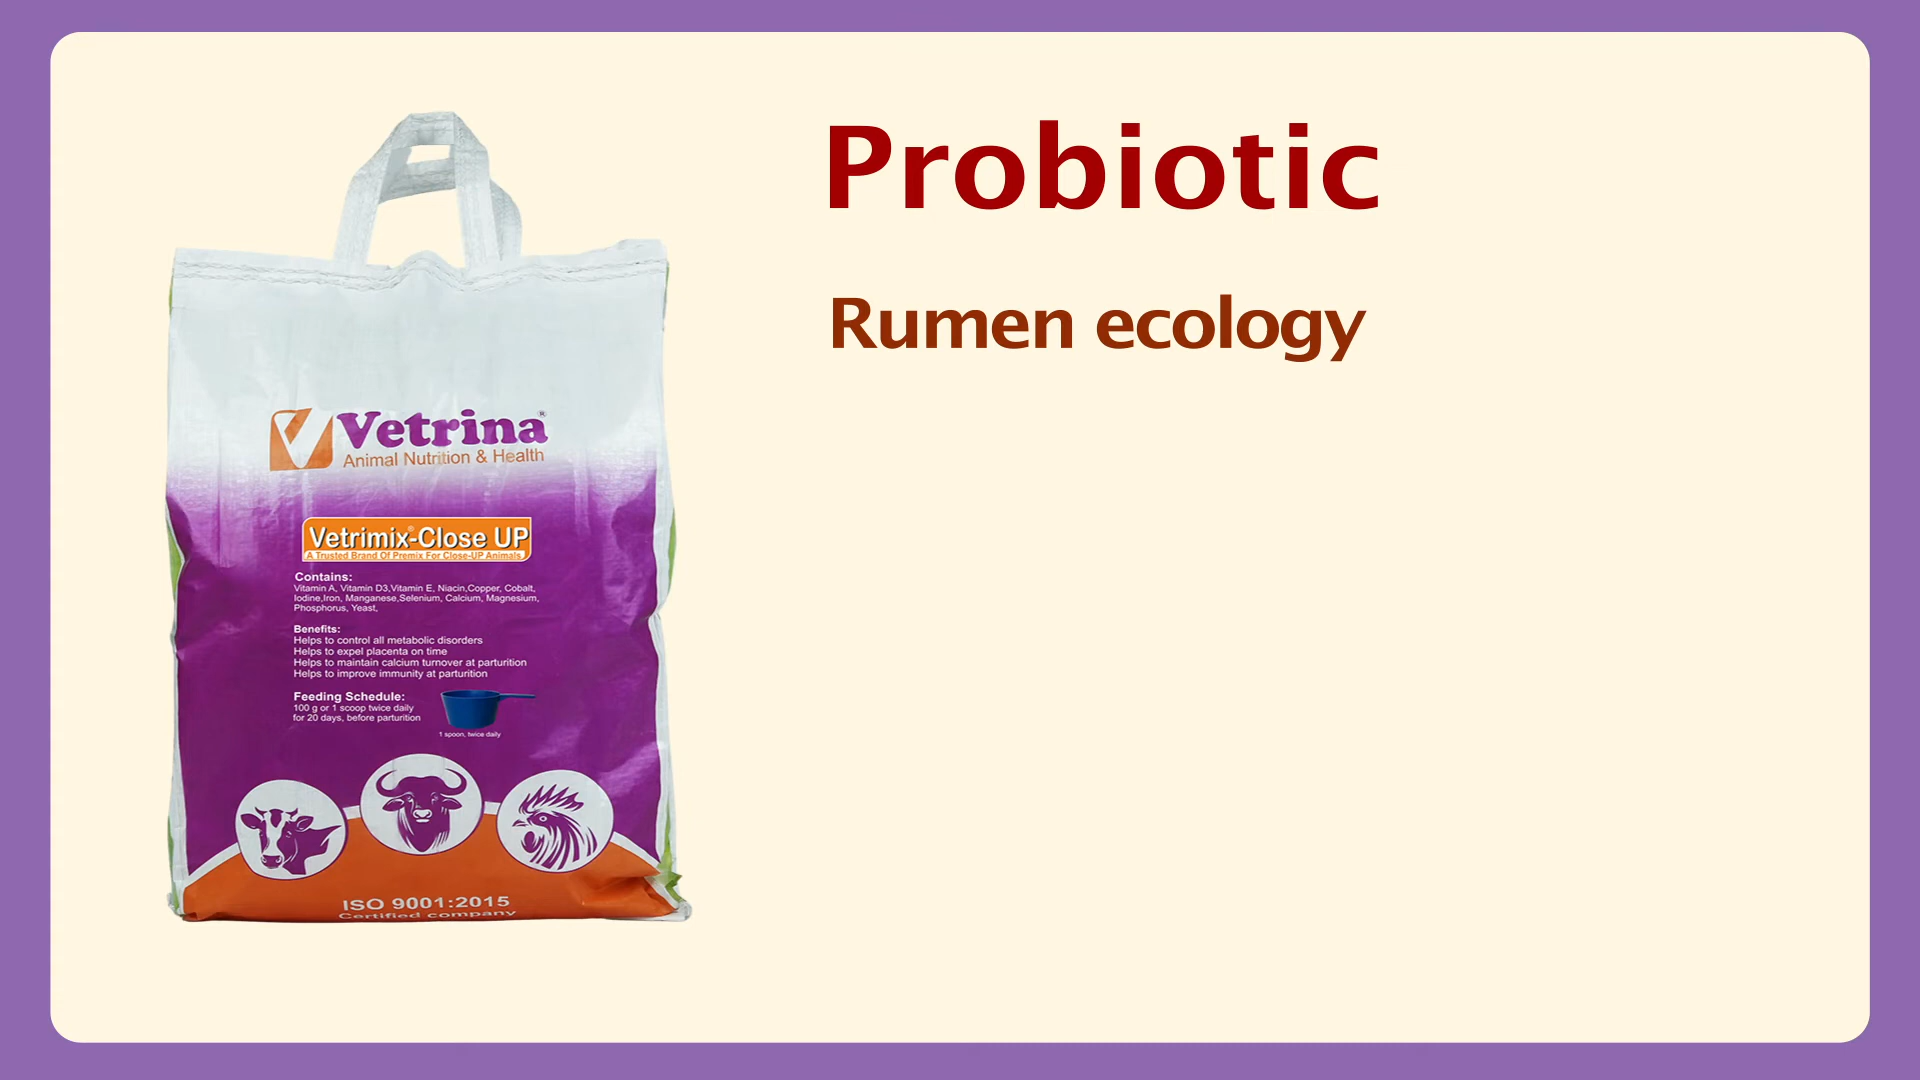 Probiotic
Rumen ecology
Vetrina®
Animal Nutrition & Health
Vetrimix®-Close UP
A Trusted Brand Of Premix For Close-UP Animals
Contains:
Vitamin A, Vitamin D3,Vitamin E, Niacin,Copper, Cobalt,
Iodine,Iron, Manganese,Selenium, Calcium, Magnesium,
Phosphorus, Yeast,
Benefits:
Helps to control all metabolic disorders
Helps to expel placenta on time
Helps to maintain calcium turnover at parturition
Helps to improve immunity at parturition
Feeding Schedule:
100 g or 1 scoop twice daily
for 20 days, before parturition
1 spoon, twice daily
ISO 9001:2015
Certified company